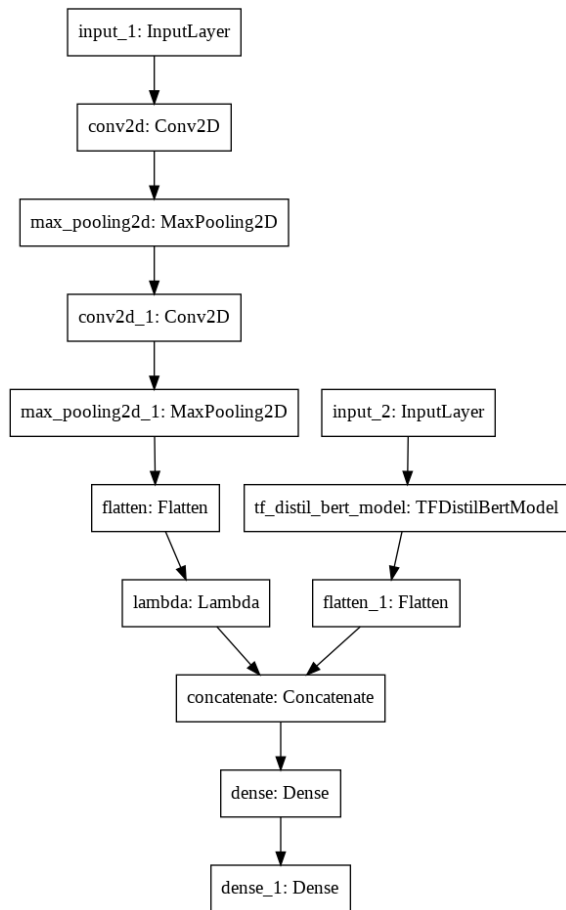 input_1: InputLayer
conv2d: Conv2D
max_pooling2d: MaxPooling2D
conv2d_1: Conv2D
max_pooling2d_1: MaxPooling2D
input_2: InputLayer
flatten: Flatten
tf_distil_bert_model: TFDistilBertModel
lambda: Lambda
flatten_1: Flatten
concatenate: Concatenate
dense: Dense
dense_1: Dense